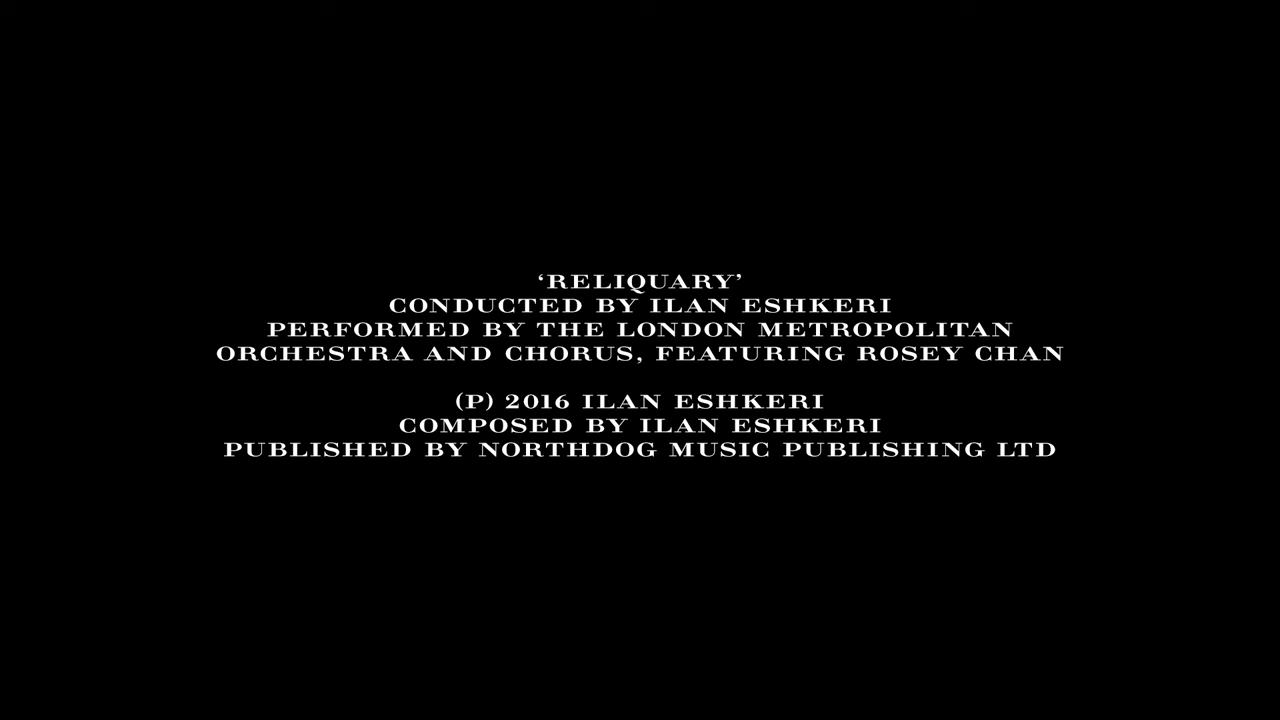 ‘RELIQUARY’
CONDUCTED BY ILAN ESHKERI
PERFORMED BY THE LONDON METROPOLITAN
ORCHESTRA AND CHORUS, FEATURING ROSEY CHAN
(P) 2016 ILAN ESHKERI
COMPOSED BY ILAN ESHKERI
PUBLISHED BY NORTHDOG MUSIC PUBLISHING LTD